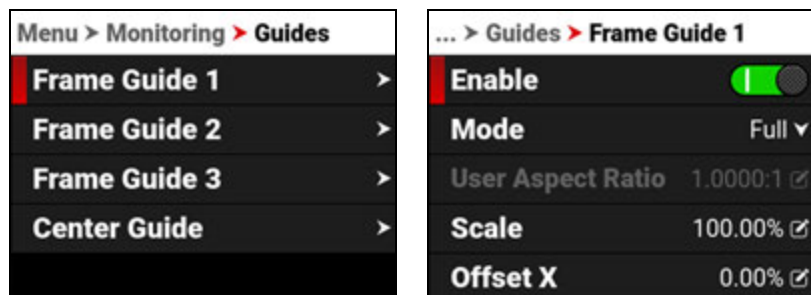 Menu > Monitoring > Guides
Frame Guide 1 >
Frame Guide 2 >
Frame Guide 3 >
Center Guide >
... > Guides > Frame Guide 1
Enable
Mode Full
User Aspect Ratio 1.0000:1
Scale 100.00%
Offset X 0.00%